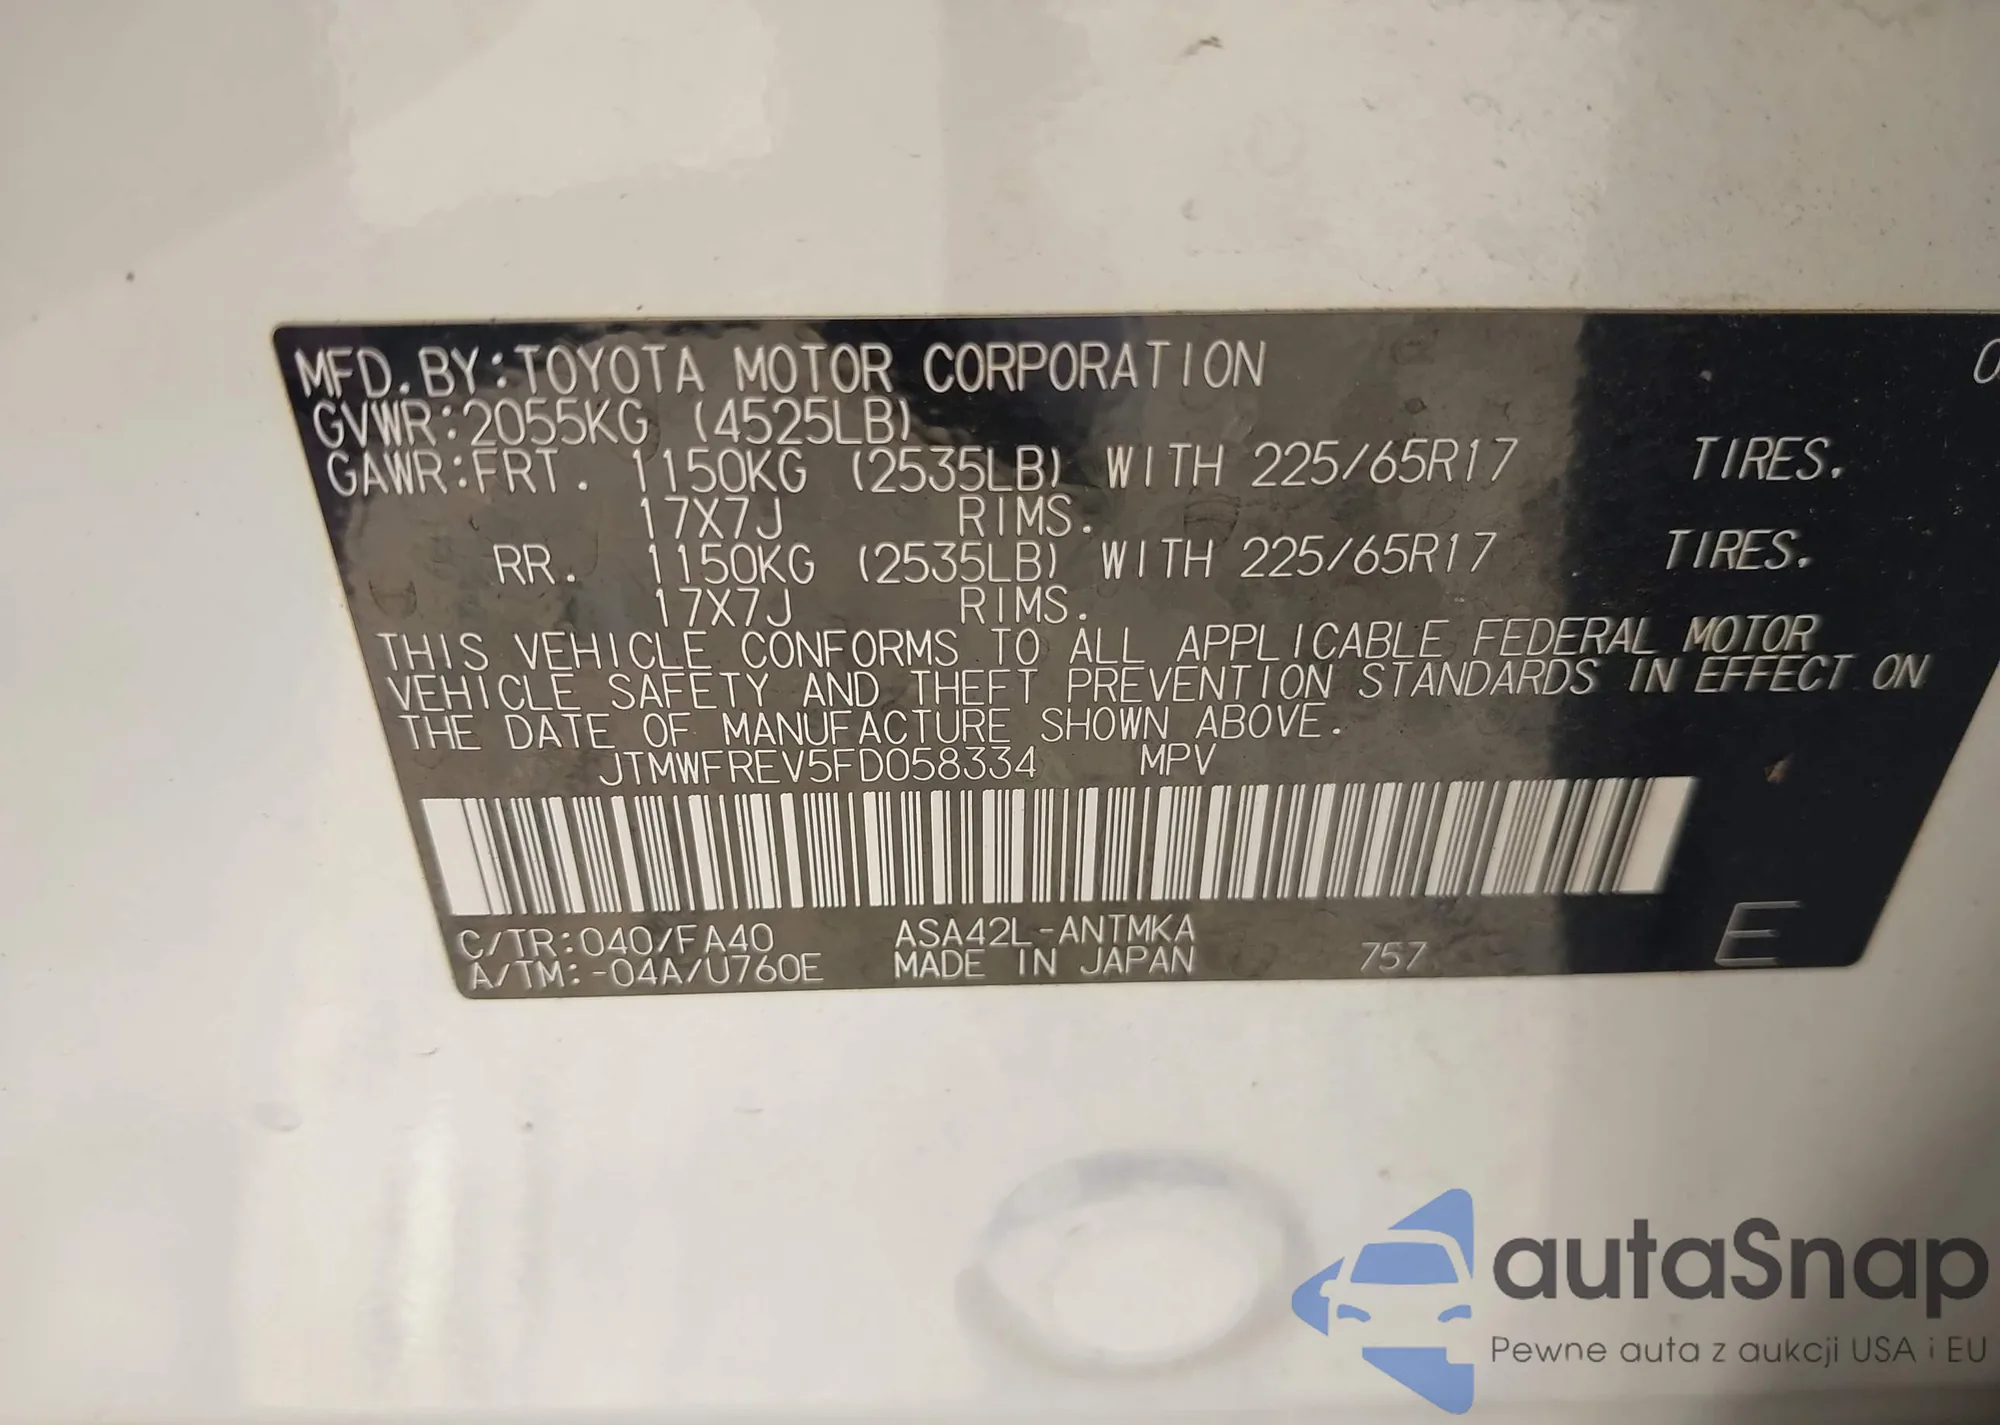 MFD. BY: TOYOTA MOTOR CORPORATION 0
GVWR: 2055KG (4525LB)
GAWR: FRT. 1150KG (2535LB) WITH 225/65R17 TIRES.
17X7J RIMS.
RR. 1150KG (2535LB) WITH 225/65R17 TIRES.
17X7J RIMS.
THIS VEHICLE CONFORMS TO ALL APPLICABLE FEDERAL MOTOR
VEHICLE SAFETY AND THEFT PREVENTION STANDARDS IN EFFECT ON
THE DATE OF MANUFACTURE SHOWN ABOVE.
JTMWFREV5FD058334 MPV
C/TR: 040/FA40 ASA42L-ANTMKA
A/TM: -04A/U760E MADE IN JAPAN 757 E
autaSnap
Pewne auta z aukcji USA i EU